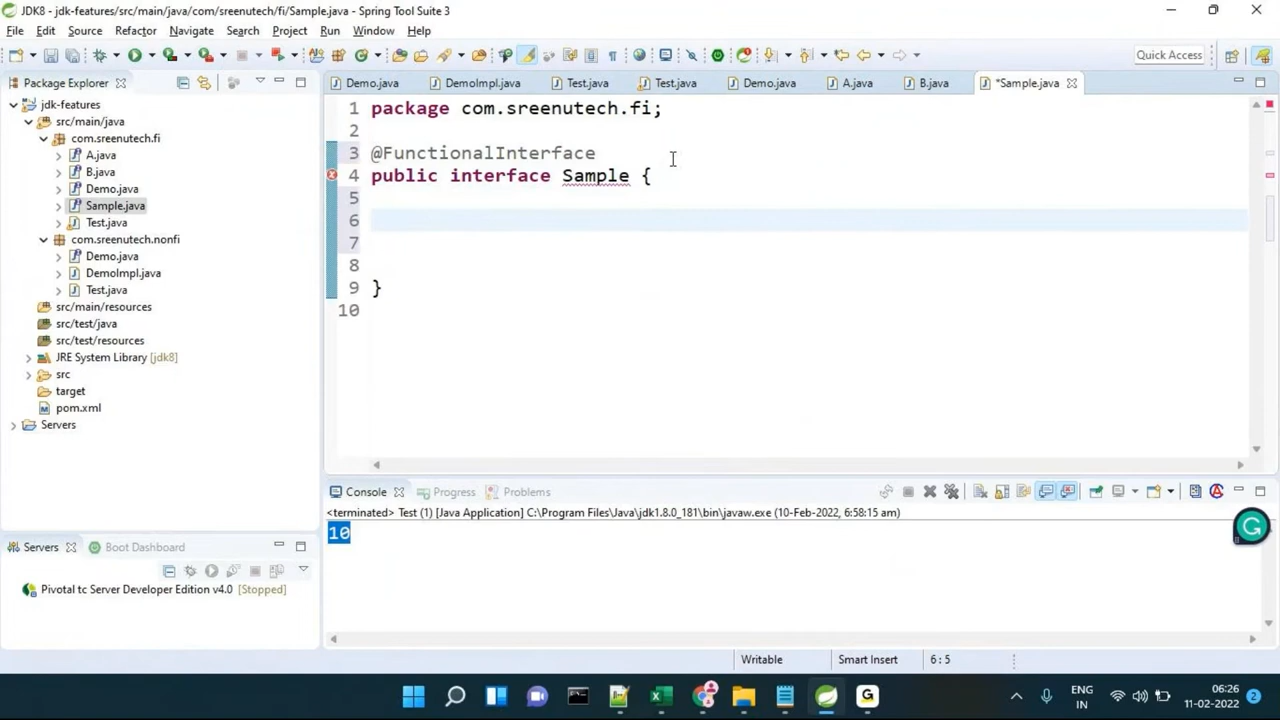 JDK8 - jdk-features/src/main/java/com/sreenutech/fi/Sample.java - Spring Tool Suite 3
File Edit Source Refactor Navigate Search Project Run Window Help
Quick Access
Package Explorer
Demo.java DemoImpl.java Test.java Test.java Demo.java A.java B.java *Sample.java
jdk-features
src/main/java
com.sreenutech.fi
A.java
B.java
Demo.java
Sample.java
Test.java
com.sreenutech.nonfi
Demo.java
DemoImpl.java
Test.java
src/main/resources
src/test/java
src/test/resources
JRE System Library [jdk8]
src
target
pom.xml
Servers
1 package com.sreenutech.fi;
2
3 @FunctionalInterface
4 public interface Sample {
5
6
7
8
9 }
10
Console Progress Problems
<terminated> Test (1) [Java Application] C:\Program Files\Java\jdk1.8.0_181\bin\javaw.exe (10-Feb-2022, 6:58:15 am)
10
Servers Boot Dashboard
Pivotal tc Server Developer Edition v4.0 [Stopped]
Writable Smart Insert 6 : 5
ENG
IN
06:26
11-02-2022
2